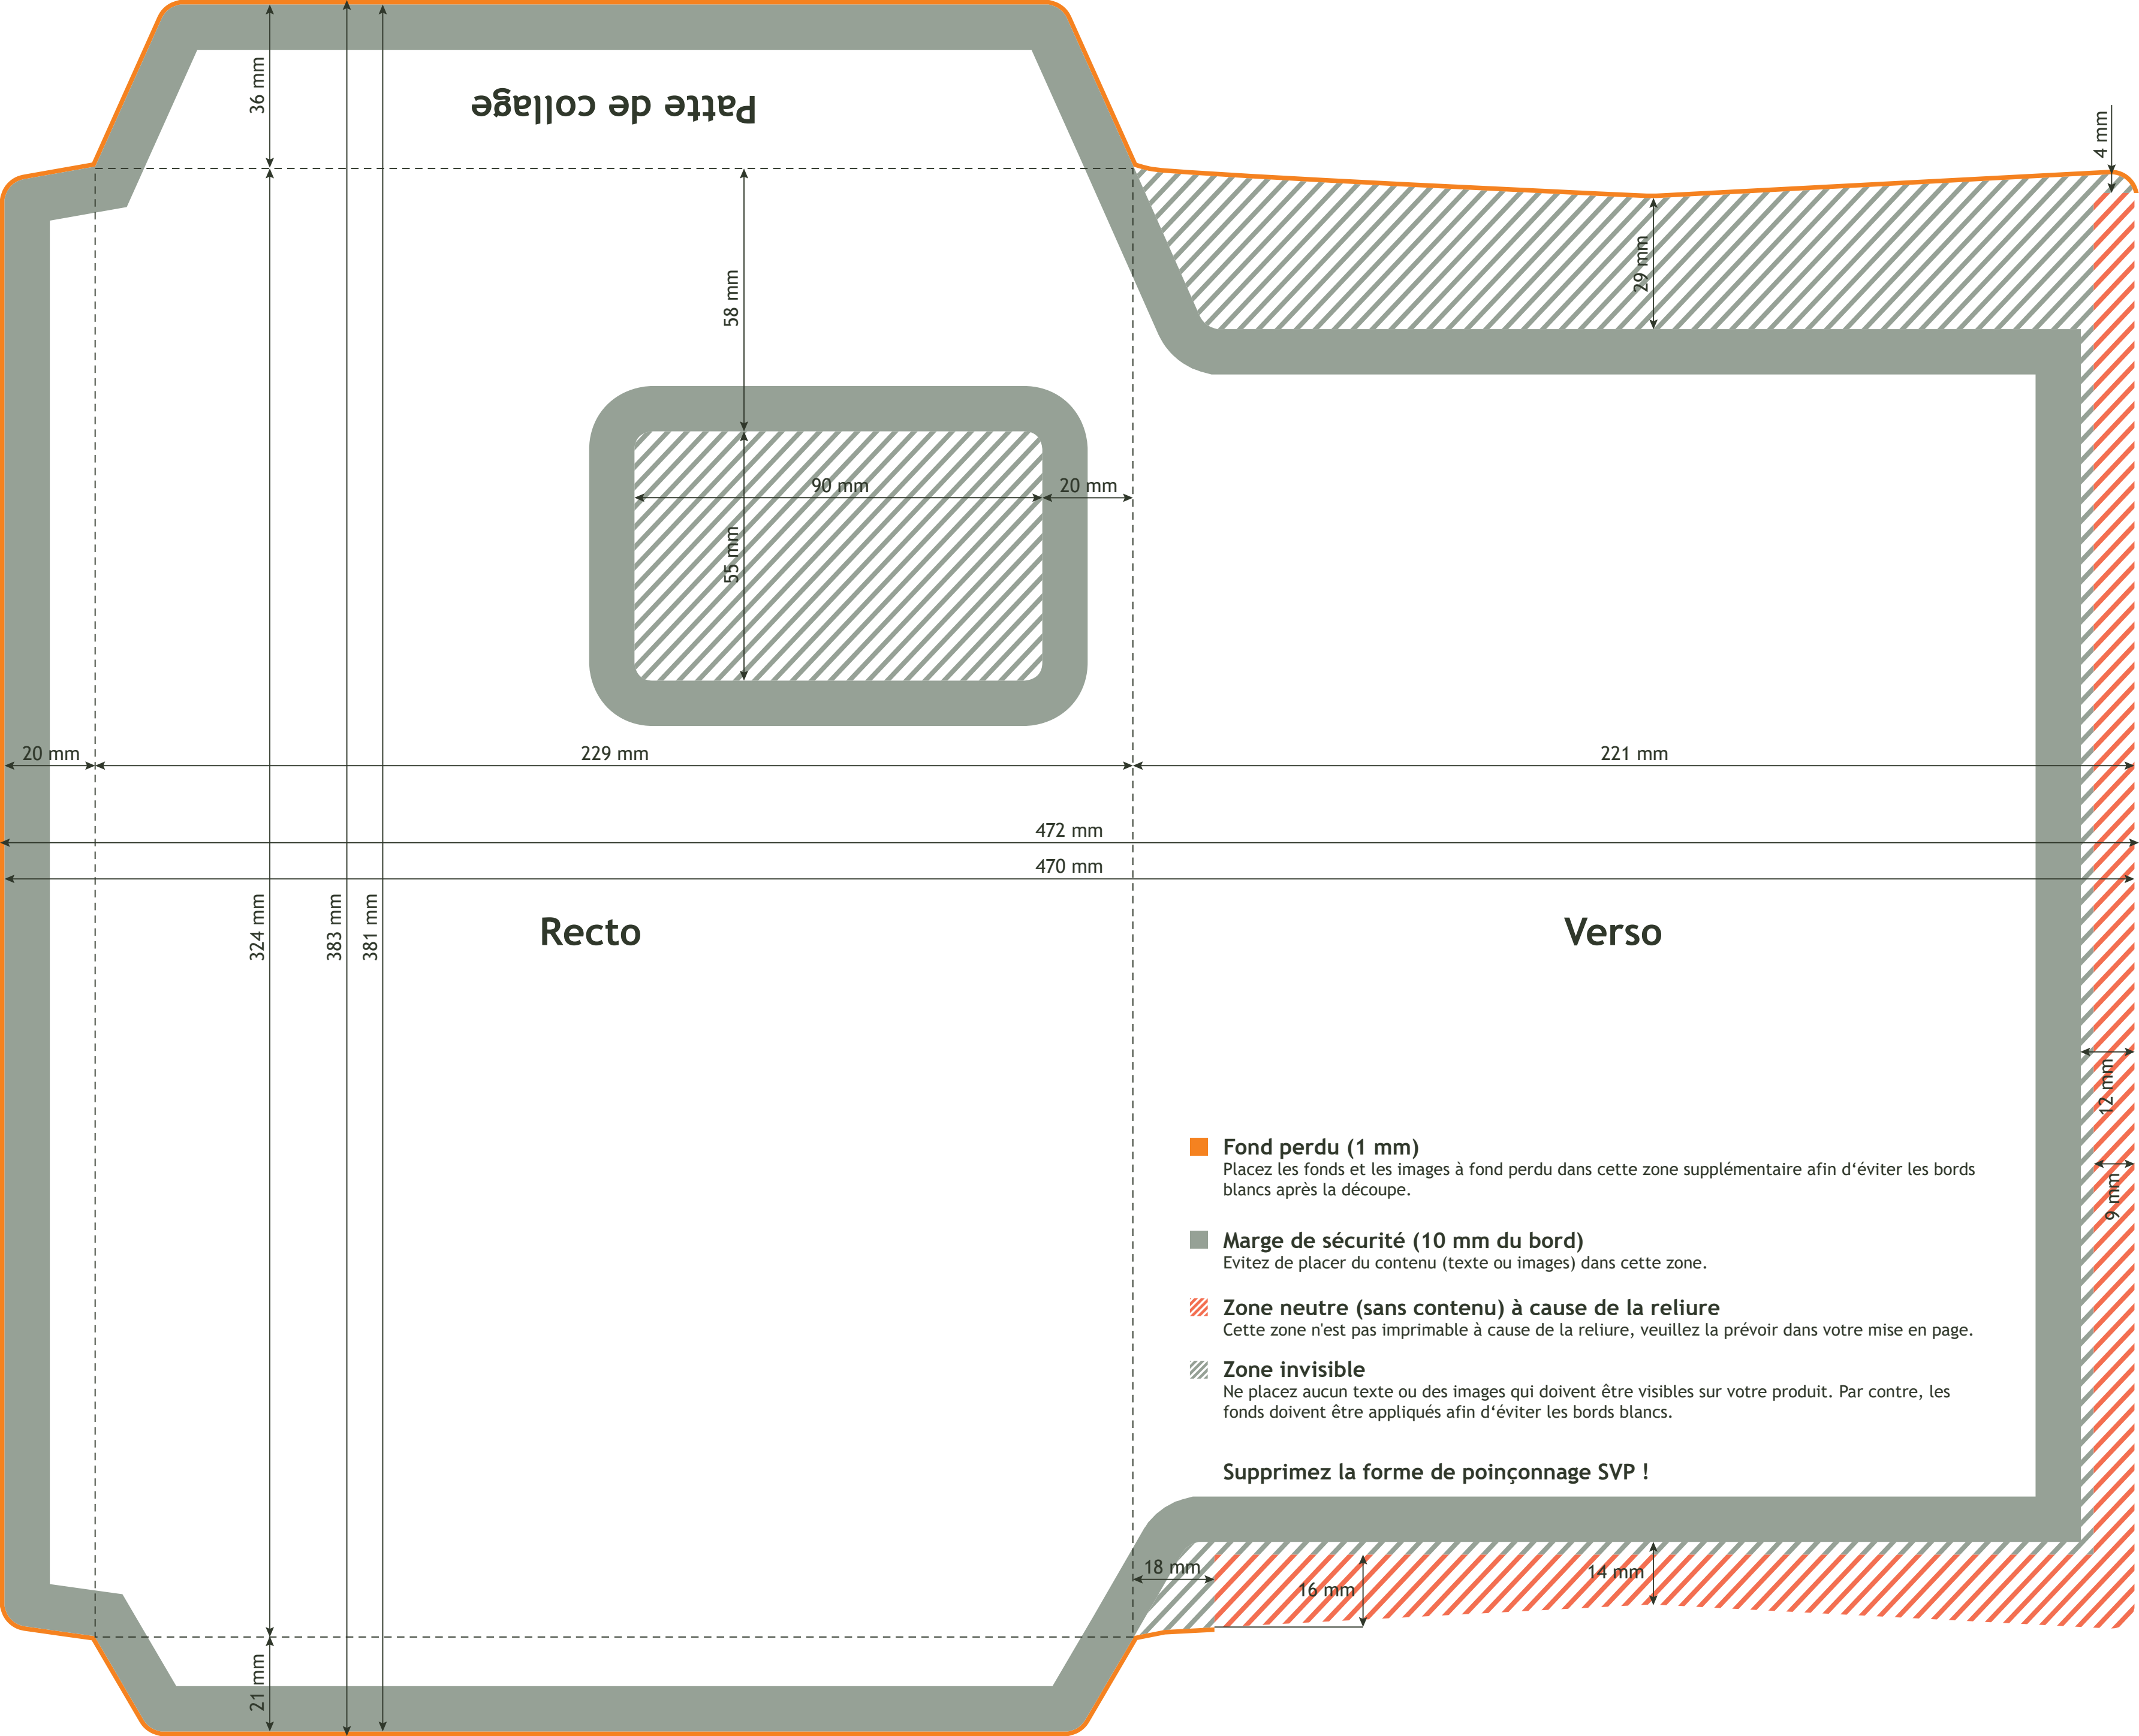 36 mm
Patte de collage
4 mm
29 mm
58 mm
90 mm
20 mm
55 mm
20 mm
229 mm
221 mm
472 mm
470 mm
324 mm
383 mm
381 mm
Recto
Verso
12 mm
9 mm
Fond perdu (1 mm)
Placez les fonds et les images à fond perdu dans cette zone supplémentaire afin d‘éviter les bords
blancs après la découpe.
Marge de sécurité (10 mm du bord)
Evitez de placer du contenu (texte ou images) dans cette zone.
Zone neutre (sans contenu) à cause de la reliure
Cette zone n'est pas imprimable à cause de la reliure, veuillez la prévoir dans votre mise en page.
Zone invisible
Ne placez aucun texte ou des images qui doivent être visibles sur votre produit. Par contre, les
fonds doivent être appliqués afin d‘éviter les bords blancs.
Supprimez la forme de poinçonnage SVP !
18 mm
16 mm
14 mm
21 mm